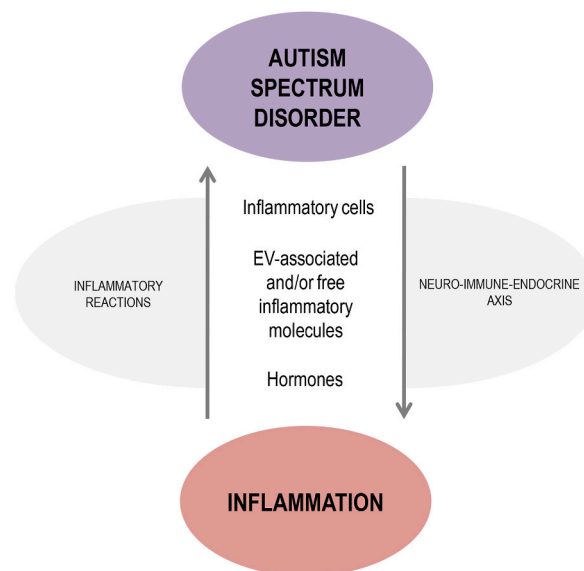 AUTISM
SPECTRUM
DISORDER
Inflammatory cells
EV-associated
and/or free
inflammatory
molecules
Hormones
INFLAMMATORY
REACTIONS
NEURO-IMMUNE-ENDOCRINE
AXIS
INFLAMMATION